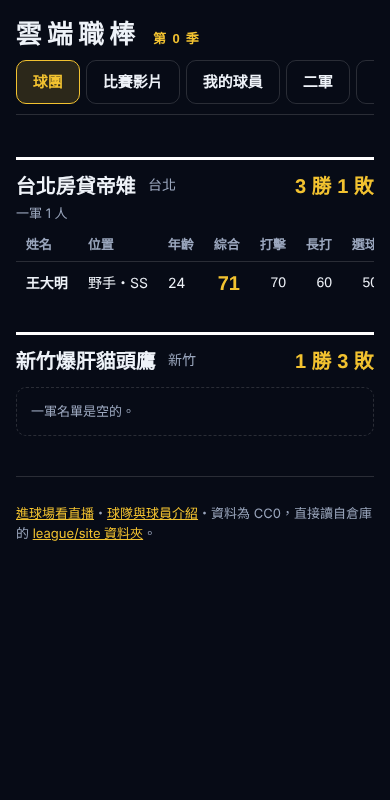 雲端職棒 第 0 季
球團 比賽影片 我的球員 二軍
台北房貸帝雉 台北 3 勝 1 敗
一軍 1 人
姓名 位置 年齡 綜合 打擊 長打 選球
王大明 野手・SS 24 71 70 60 50
新竹爆肝貓頭鷹 新竹 1 勝 3 敗
一軍名單是空的。
進球場看直播・球隊與球員介紹・資料為 CC0，直接讀自倉庫
的 league/site 資料夾。